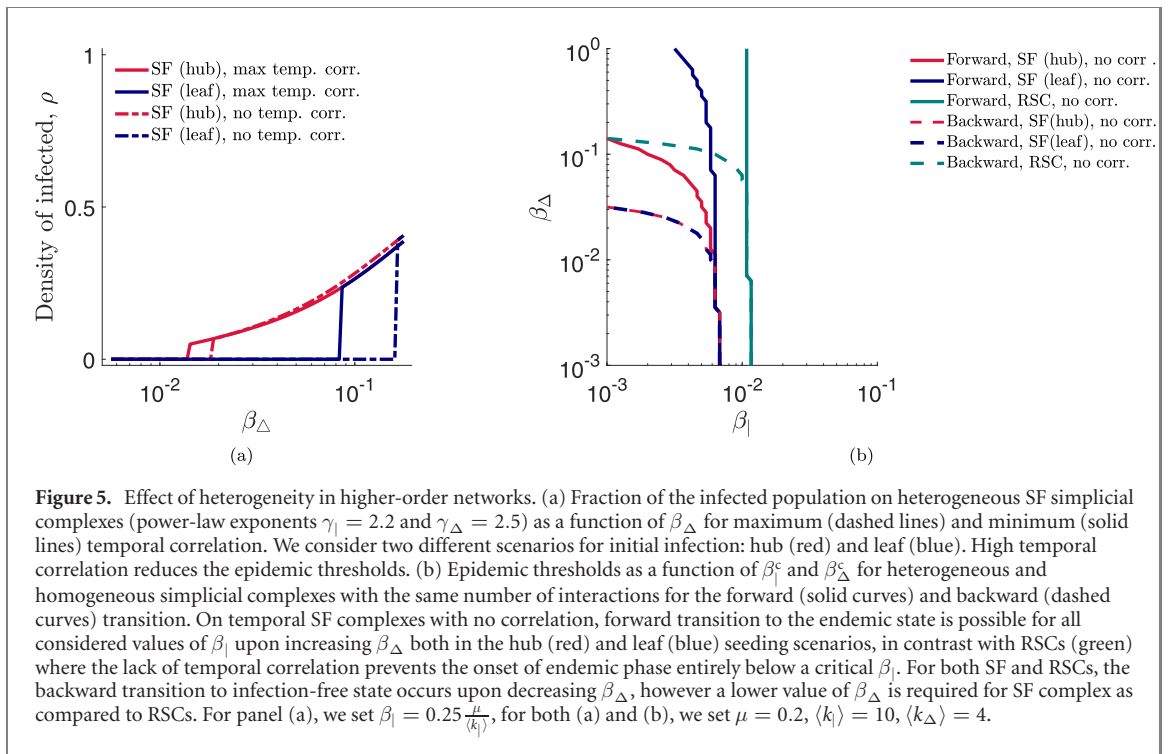 1
0.5
0
Density of infected, ρ
SF (hub), max temp. corr.
SF (leaf), max temp. corr.
SF (hub), no temp. corr.
SF (leaf), no temp. corr.
10⁻² 10⁻¹
β△
(a)
10⁰
10⁻¹
10⁻²
10⁻³
βΔ
10⁻³ 10⁻² 10⁻¹
β|
(b)
Forward, SF (hub), no corr .
Forward, SF (leaf), no corr.
Forward, RSC, no corr.
Backward, SF(hub), no corr.
Backward, SF(leaf), no corr.
Backward, RSC, no corr.
Figure 5. Effect of heterogeneity in higher-order networks. (a) Fraction of the infected population on heterogeneous SF simplicial
complexes (power-law exponents γ| = 2.2 and γΔ = 2.5) as a function of βΔ for maximum (dashed lines) and minimum (solid
lines) temporal correlation. We consider two different scenarios for initial infection: hub (red) and leaf (blue). High temporal
correlation reduces the epidemic thresholds. (b) Epidemic thresholds as a function of β|ᶜ and βΔᶜ for heterogeneous and
homogeneous simplicial complexes with the same number of interactions for the forward (solid curves) and backward (dashed
curves) transition. On temporal SF complexes with no correlation, forward transition to the endemic state is possible for all
considered values of β| upon increasing βΔ both in the hub (red) and leaf (blue) seeding scenarios, in contrast with RSCs (green)
where the lack of temporal correlation prevents the onset of endemic phase entirely below a critical β|. For both SF and RSCs, the
backward transition to infection-free state occurs upon decreasing βΔ, however a lower value of βΔ is required for SF complex as
compared to RSCs. For panel (a), we set β| = 0.25 μ/⟨k|⟩, for both (a) and (b), we set μ = 0.2, ⟨k|⟩ = 10, ⟨kΔ⟩ = 4.